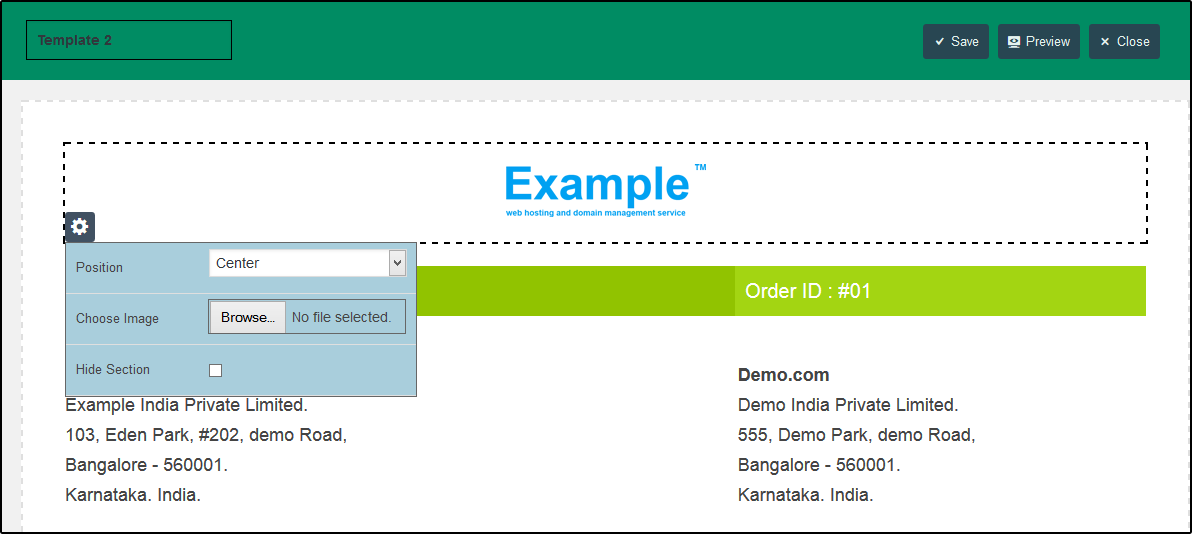 Template 2
Save
Preview
Close
Example ™
web hosting and domain management service
Position
Center
Choose Image
Browse... No file selected.
Hide Section
Order ID : #01
Example India Private Limited.
103, Eden Park, #202, demo Road,
Bangalore - 560001.
Karnataka. India.
Demo.com
Demo India Private Limited.
555, Demo Park, demo Road,
Bangalore - 560001.
Karnataka. India.